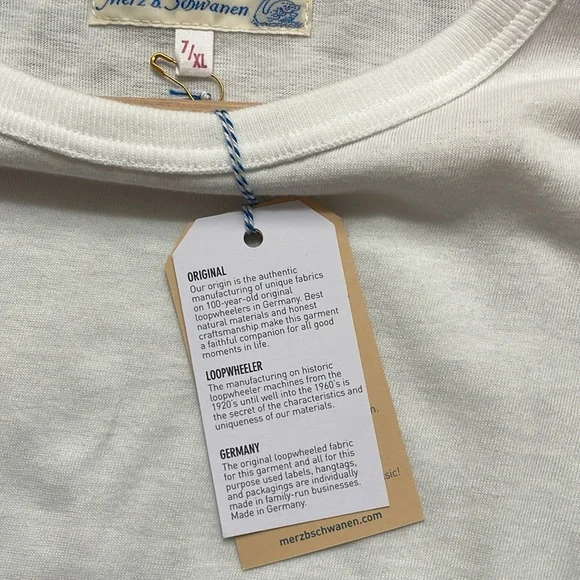 Merz b. Schwanen
7/XL
ORIGINAL
Our origin is the authentic
manufacturing of unique fabrics
on 100-year-old original
loopwheelers in Germany. Best
natural materials and honest
craftsmanship make this garment
a faithful companion for all good
moments in life.
LOOPWHEELER
The manufacturing on historic
loopwheeler machines from the
1920's until well into the 1960's is
the secret of the characteristics and
uniqueness of our materials.
GERMANY
The original loopwheeled fabric
for this garment and all for this
purpose used labels, hangtags,
and packagings are individually
made in family-run businesses.
Made in Germany.
merzbschwanen.com